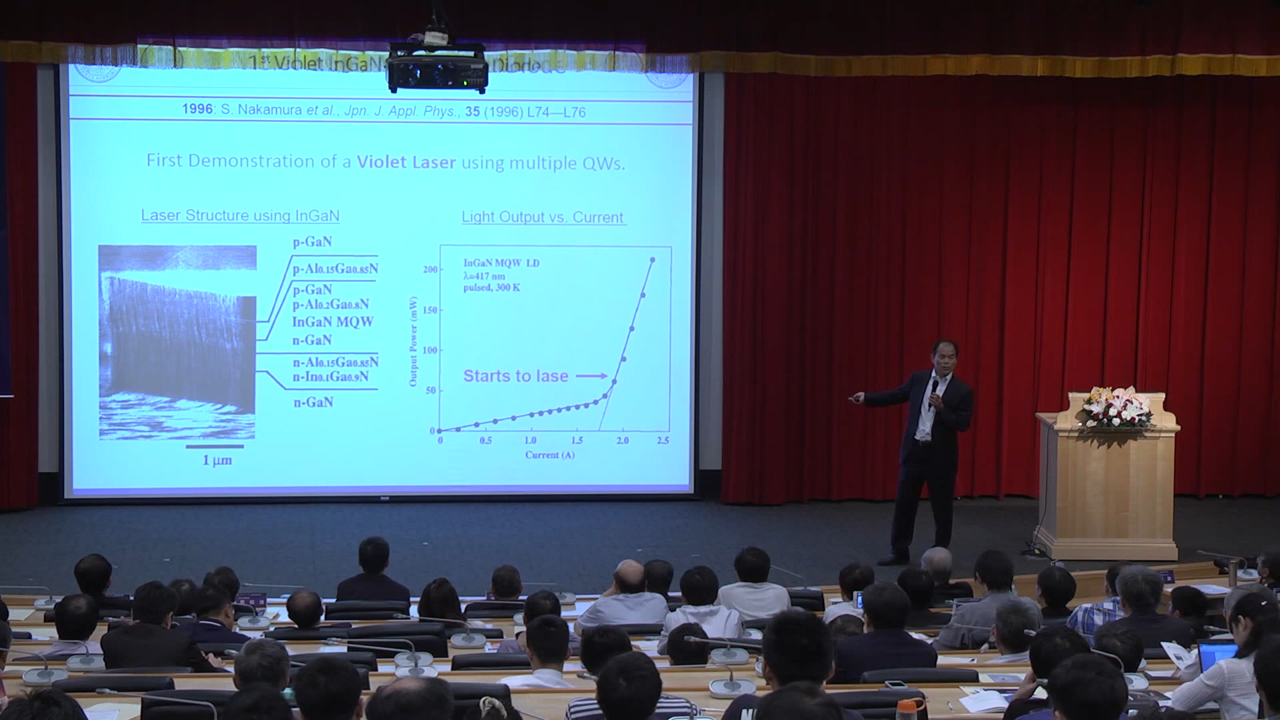 1st Violet InGaN Diode
1996: S. Nakamura et al., Jpn. J. Appl. Phys., 35 (1996) L74—L76
First Demonstration of a Violet Laser using multiple QWs.
Laser Structure using InGaN
p-GaN
p-Al0.15Ga0.85N
p-GaN
p-Al0.2Ga0.8N
InGaN MQW
n-GaN
n-Al0.15Ga0.85N
n-In0.1Ga0.9N
n-GaN
1 μm
Light Output vs. Current
InGaN MQW LD
λ=417 nm
pulsed, 300 K
Starts to lase
Output Power (mW)
200
150
100
50
0
0 0.5 1.0 1.5 2.0 2.5
Current (A)